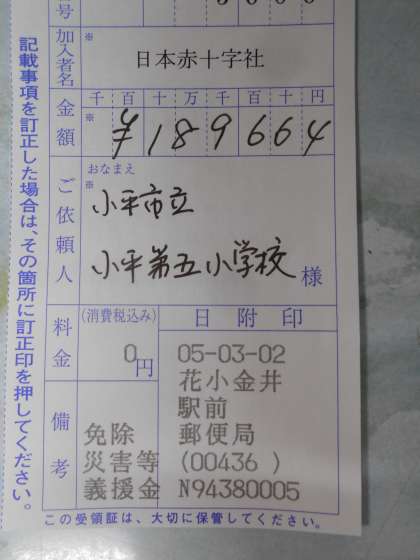 号
加入者名
※
日本赤十字社
金額
千 百 十 万 千 百 十 円
※
¥189664
ご依頼人
おなまえ
※
小平市立
小平第五小学校 様
料金
(消費税込み)
0円
日附印
05-03-02
花小金井
駅前
郵便局
(00436 )
N94380005
備考
免除
災害等
義援金
記載事項を訂正した場合は、その箇所に訂正印を押してください。
この受領証は、大切に保管してください。